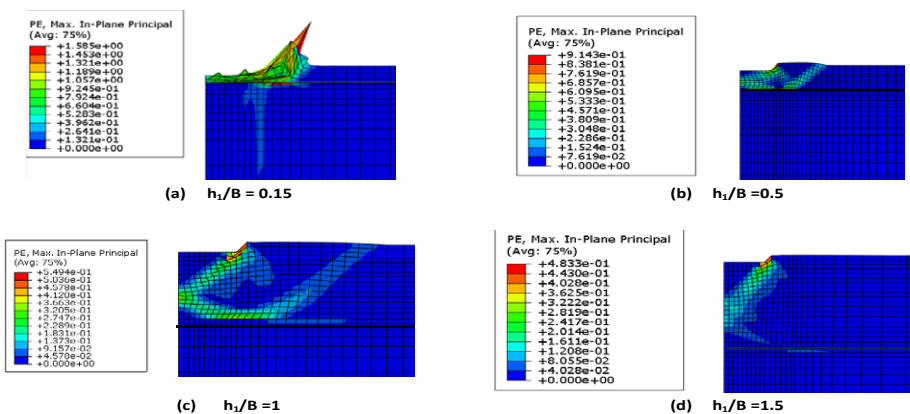 PE, Max. In-Plane Principal
(Avg: 75%)
+1.585e+00
+1.453e+00
+1.321e+00
+1.189e+00
+1.057e+00
+9.245e-01
+7.924e-01
+6.604e-01
+5.283e-01
+3.962e-01
+2.641e-01
+1.321e-01
+0.000e+00
PE, Max. In-Plane Principal
(Avg: 75%)
+9.143e-01
+8.381e-01
+7.619e-01
+6.857e-01
+6.095e-01
+5.333e-01
+4.571e-01
+3.809e-01
+3.048e-01
+2.286e-01
+1.524e-01
+7.619e-02
+0.000e+00
(a) h₁/B = 0.15
(b) h₁/B =0.5
PE, Max. In-Plane Principal
(Avg: 75%)
+5.494e-01
+5.036e-01
+4.578e-01
+4.120e-01
+3.663e-01
+3.205e-01
+2.747e-01
+2.289e-01
+1.831e-01
+1.373e-01
+9.157e-02
+4.578e-02
+0.000e+00
PE, Max. In-Plane Principal
(Avg: 75%)
+4.833e-01
+4.430e-01
+4.028e-01
+3.625e-01
+3.222e-01
+2.819e-01
+2.417e-01
+2.014e-01
+1.611e-01
+1.208e-01
+8.055e-02
+4.028e-02
+0.000e+00
(c) h₁/B =1
(d) h₁/B =1.5